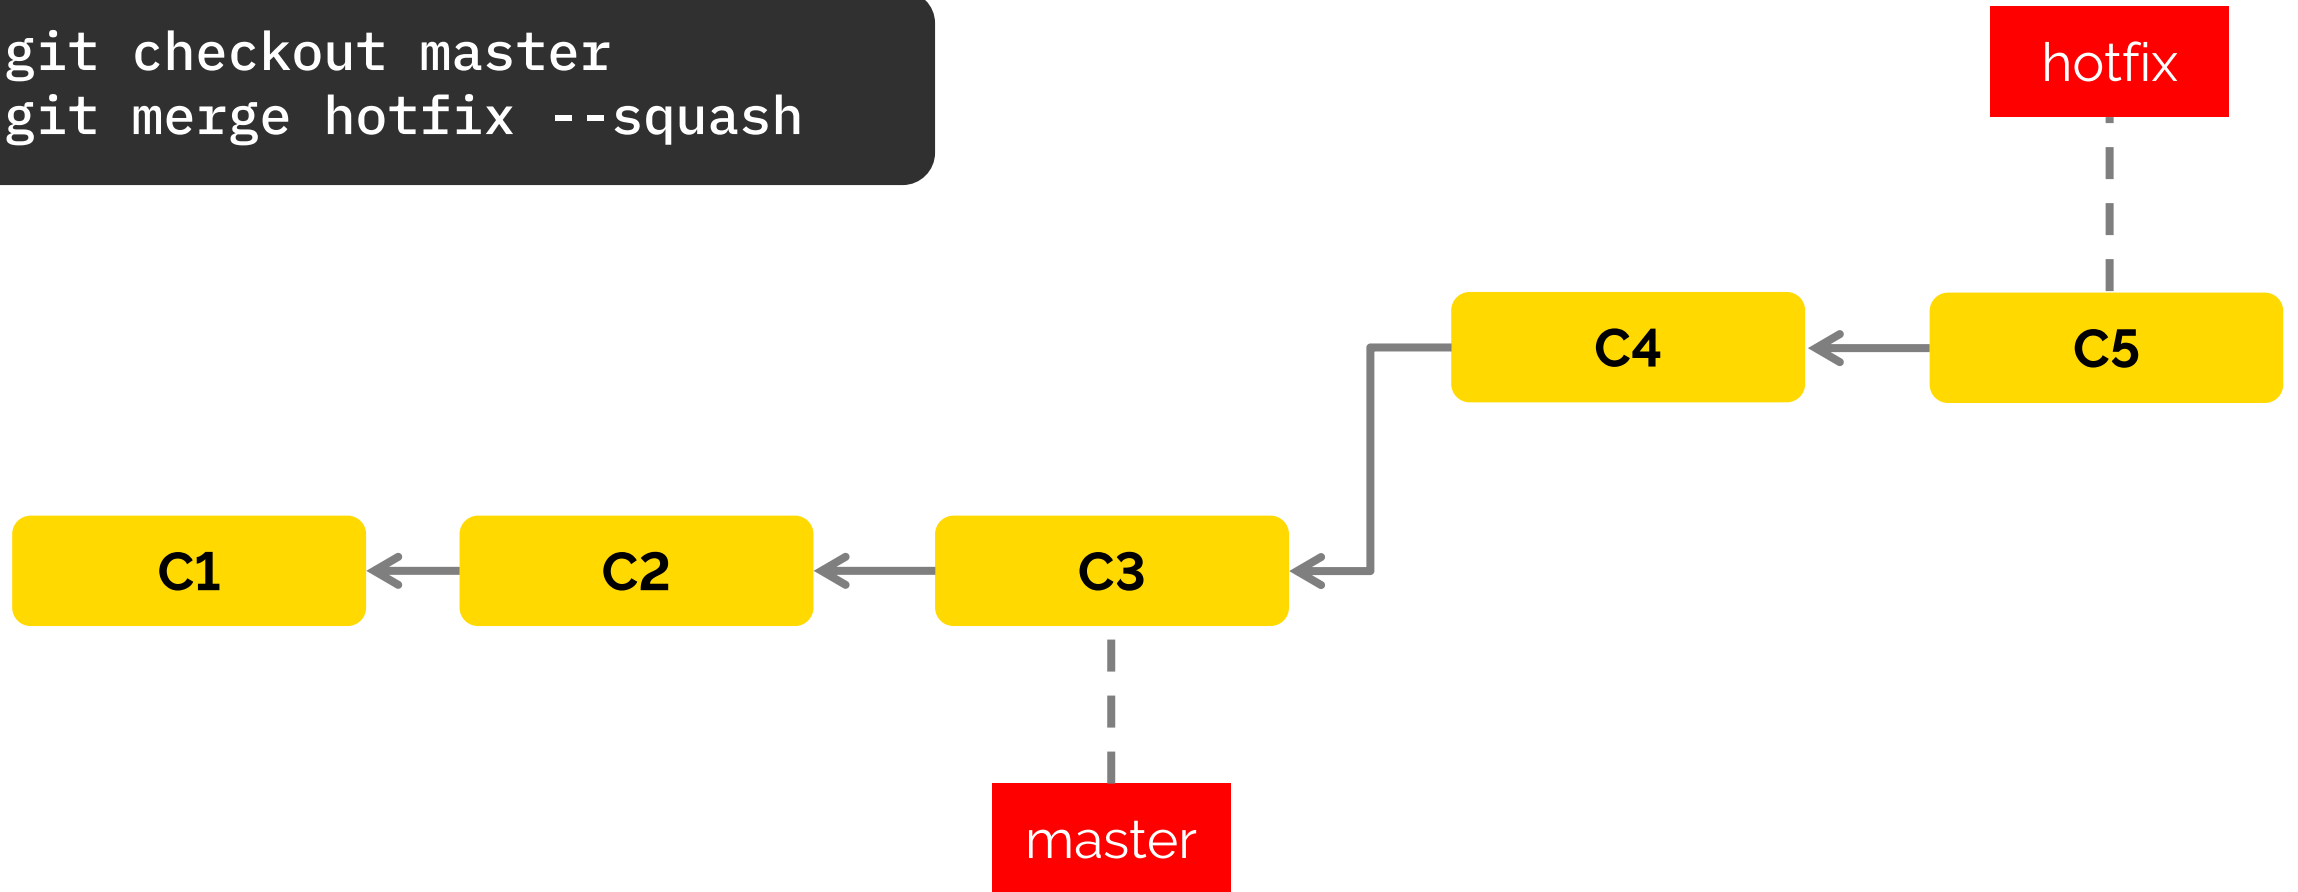 git checkout master
git merge hotfix --squash
hotfix
C4
C5
C1
C2
C3
master